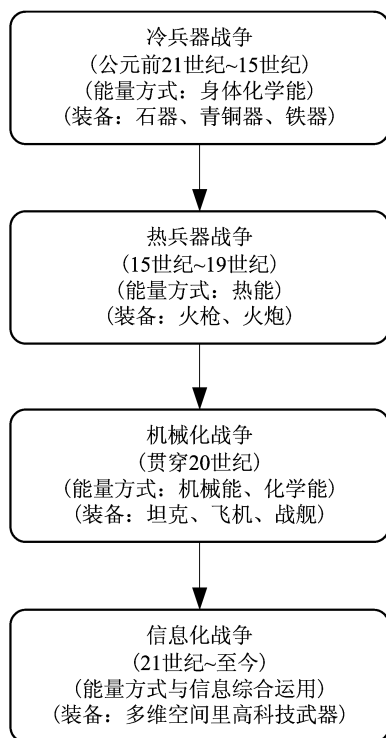 冷兵器战争
(公元前21世纪~15世纪)
(能量方式：身体化学能)
(装备：石器、青铜器、铁器)
热兵器战争
(15世纪~19世纪)
(能量方式：热能)
(装备：火枪、火炮)
机械化战争
(贯穿20世纪)
(能量方式：机械能、化学能)
(装备：坦克、飞机、战舰)
信息化战争
(21世纪~至今)
(能量方式与信息综合运用)
(装备：多维空间里高科技武器)